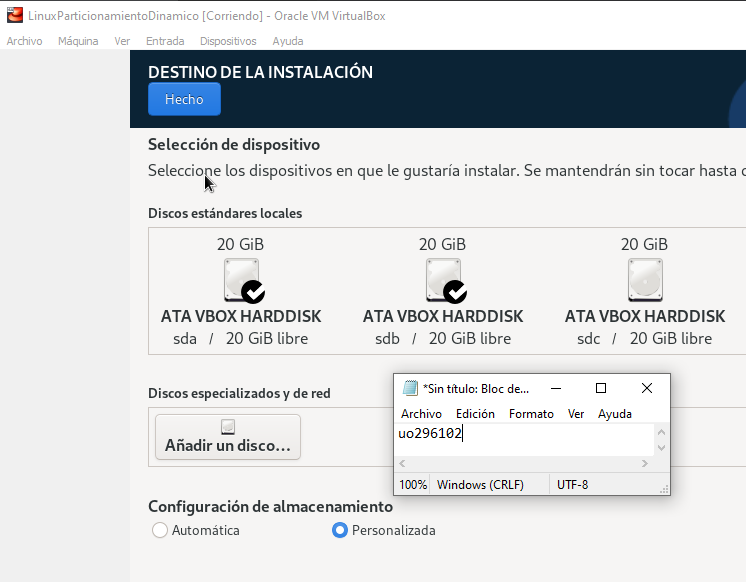 LinuxParticionamientoDinamico [Corriendo] - Oracle VM VirtualBox
Archivo Máquina Ver Entrada Dispositivos Ayuda
DESTINO DE LA INSTALACIÓN
Hecho
Selección de dispositivo
Seleccione los dispositivos en que le gustaría instalar. Se mantendrán sin tocar hasta
Discos estándares locales
20 GiB 20 GiB 20 GiB
ATA VBOX HARDDISK ATA VBOX HARDDISK ATA VBOX HARDDISK
sda / 20 GiB libre sdb / 20 GiB libre sdc / 20 GiB libre
Discos especializados y de red
Añadir un disco...
*Sin título: Bloc de...
Archivo Edición Formato Ver Ayuda
uo296102
100% Windows (CRLF) UTF-8
Configuración de almacenamiento
Automática Personalizada